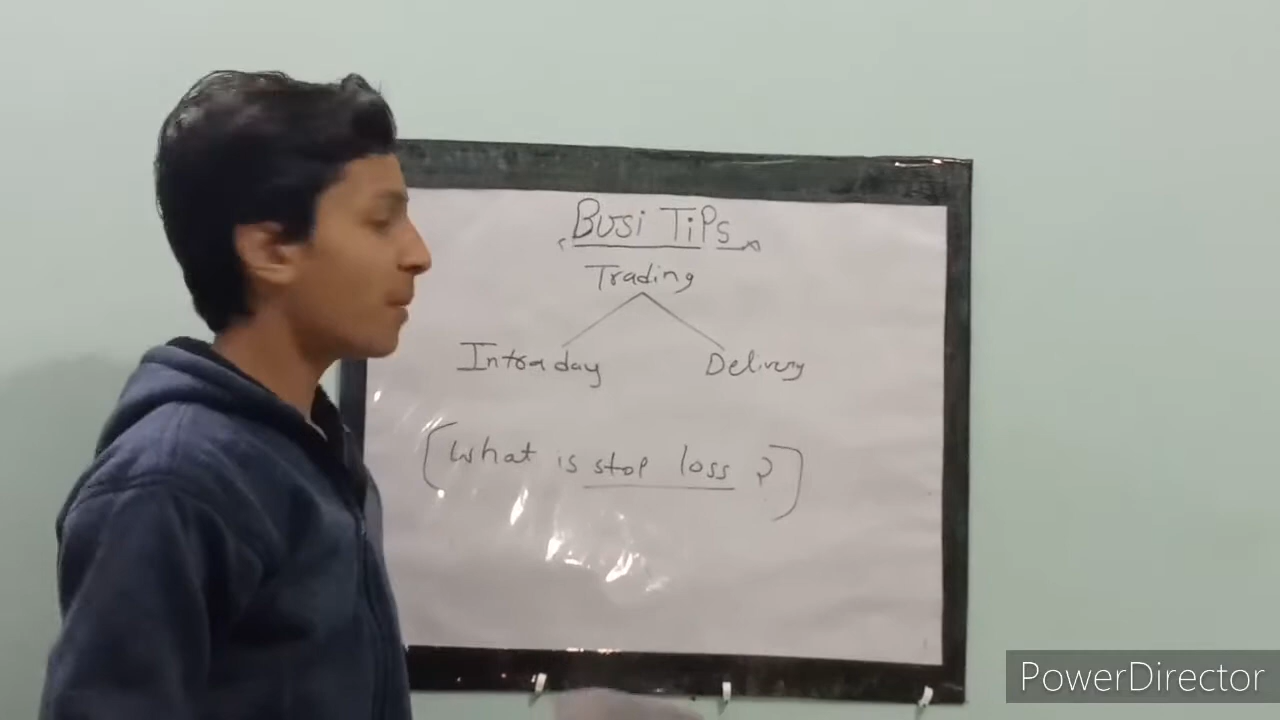 Busi Tips
Trading
Intraday Delivery
(What is stop loss ?)
PowerDirector